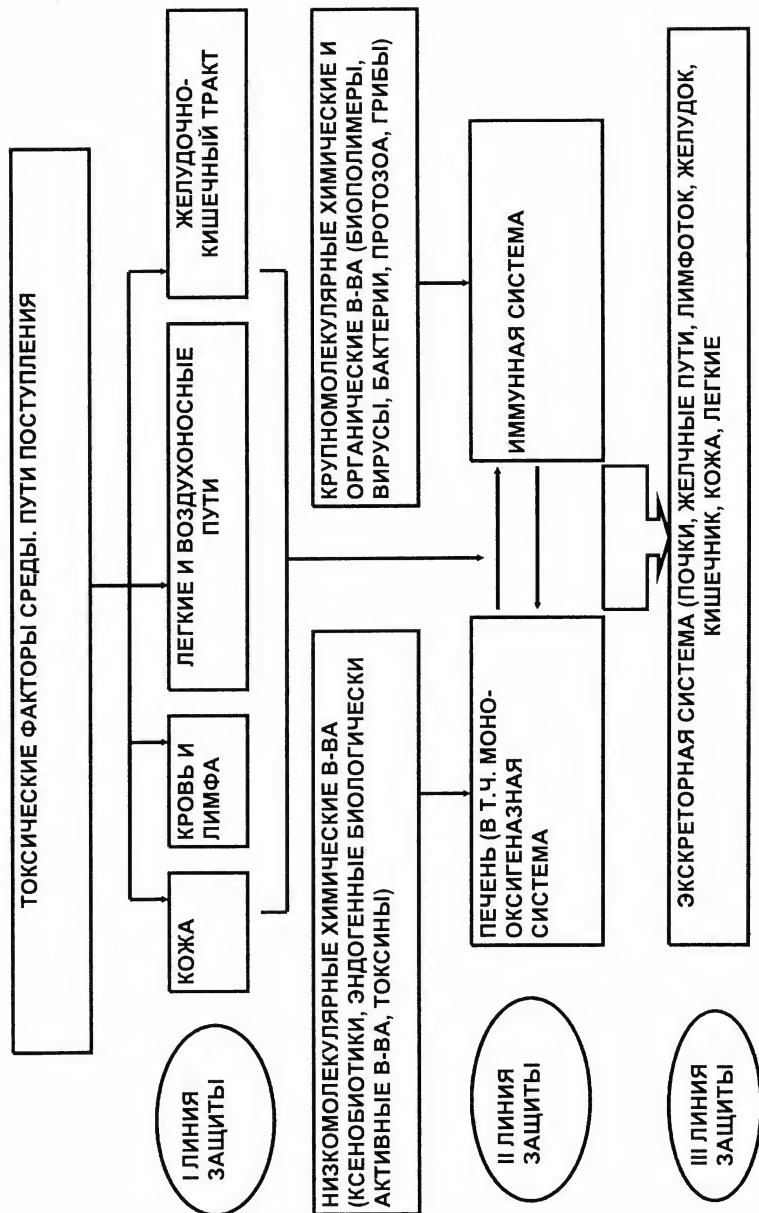 ТОКСИЧЕСКИЕ ФАКТОРЫ СРЕДЫ. ПУТИ ПОСТУПЛЕНИЯ
I ЛИНИЯ
ЗАЩИТЫ
КОЖА
КРОВЬ И
ЛИМФА
ЛЕГКИЕ И ВОЗДУХОНОСНЫЕ
ПУТИ
ЖЕЛУДОЧНО-
КИШЕЧНЫЙ ТРАКТ
НИЗКОМОЛЕКУЛЯРНЫЕ ХИМИЧЕСКИЕ В-ВА
(КСЕНОБИОТИКИ, ЭНДОГЕННЫЕ БИОЛОГИЧЕСКИ
АКТИВНЫЕ В-ВА, ТОКСИНЫ)
КРУПНОМОЛЕКУЛЯРНЫЕ ХИМИЧЕСКИЕ И
ОРГАНИЧЕСКИЕ В-ВА (БИОПОЛИМЕРЫ,
ВИРУСЫ, БАКТЕРИИ, ПРОТОЗОА, ГРИБЫ)
II ЛИНИЯ
ЗАЩИТЫ
ПЕЧЕНЬ (В Т.Ч. МОНО-
ОКСИГЕНАЗНАЯ
СИСТЕМА
ИММУННАЯ СИСТЕМА
III ЛИНИЯ
ЗАЩИТЫ
ЭКСКРЕТОРНАЯ СИСТЕМА (ПОЧКИ, ЖЕЛЧНЫЕ ПУТИ, ЛИМФОТОК, ЖЕЛУДОК,
КИШЕЧНИК, КОЖА, ЛЕГКИЕ